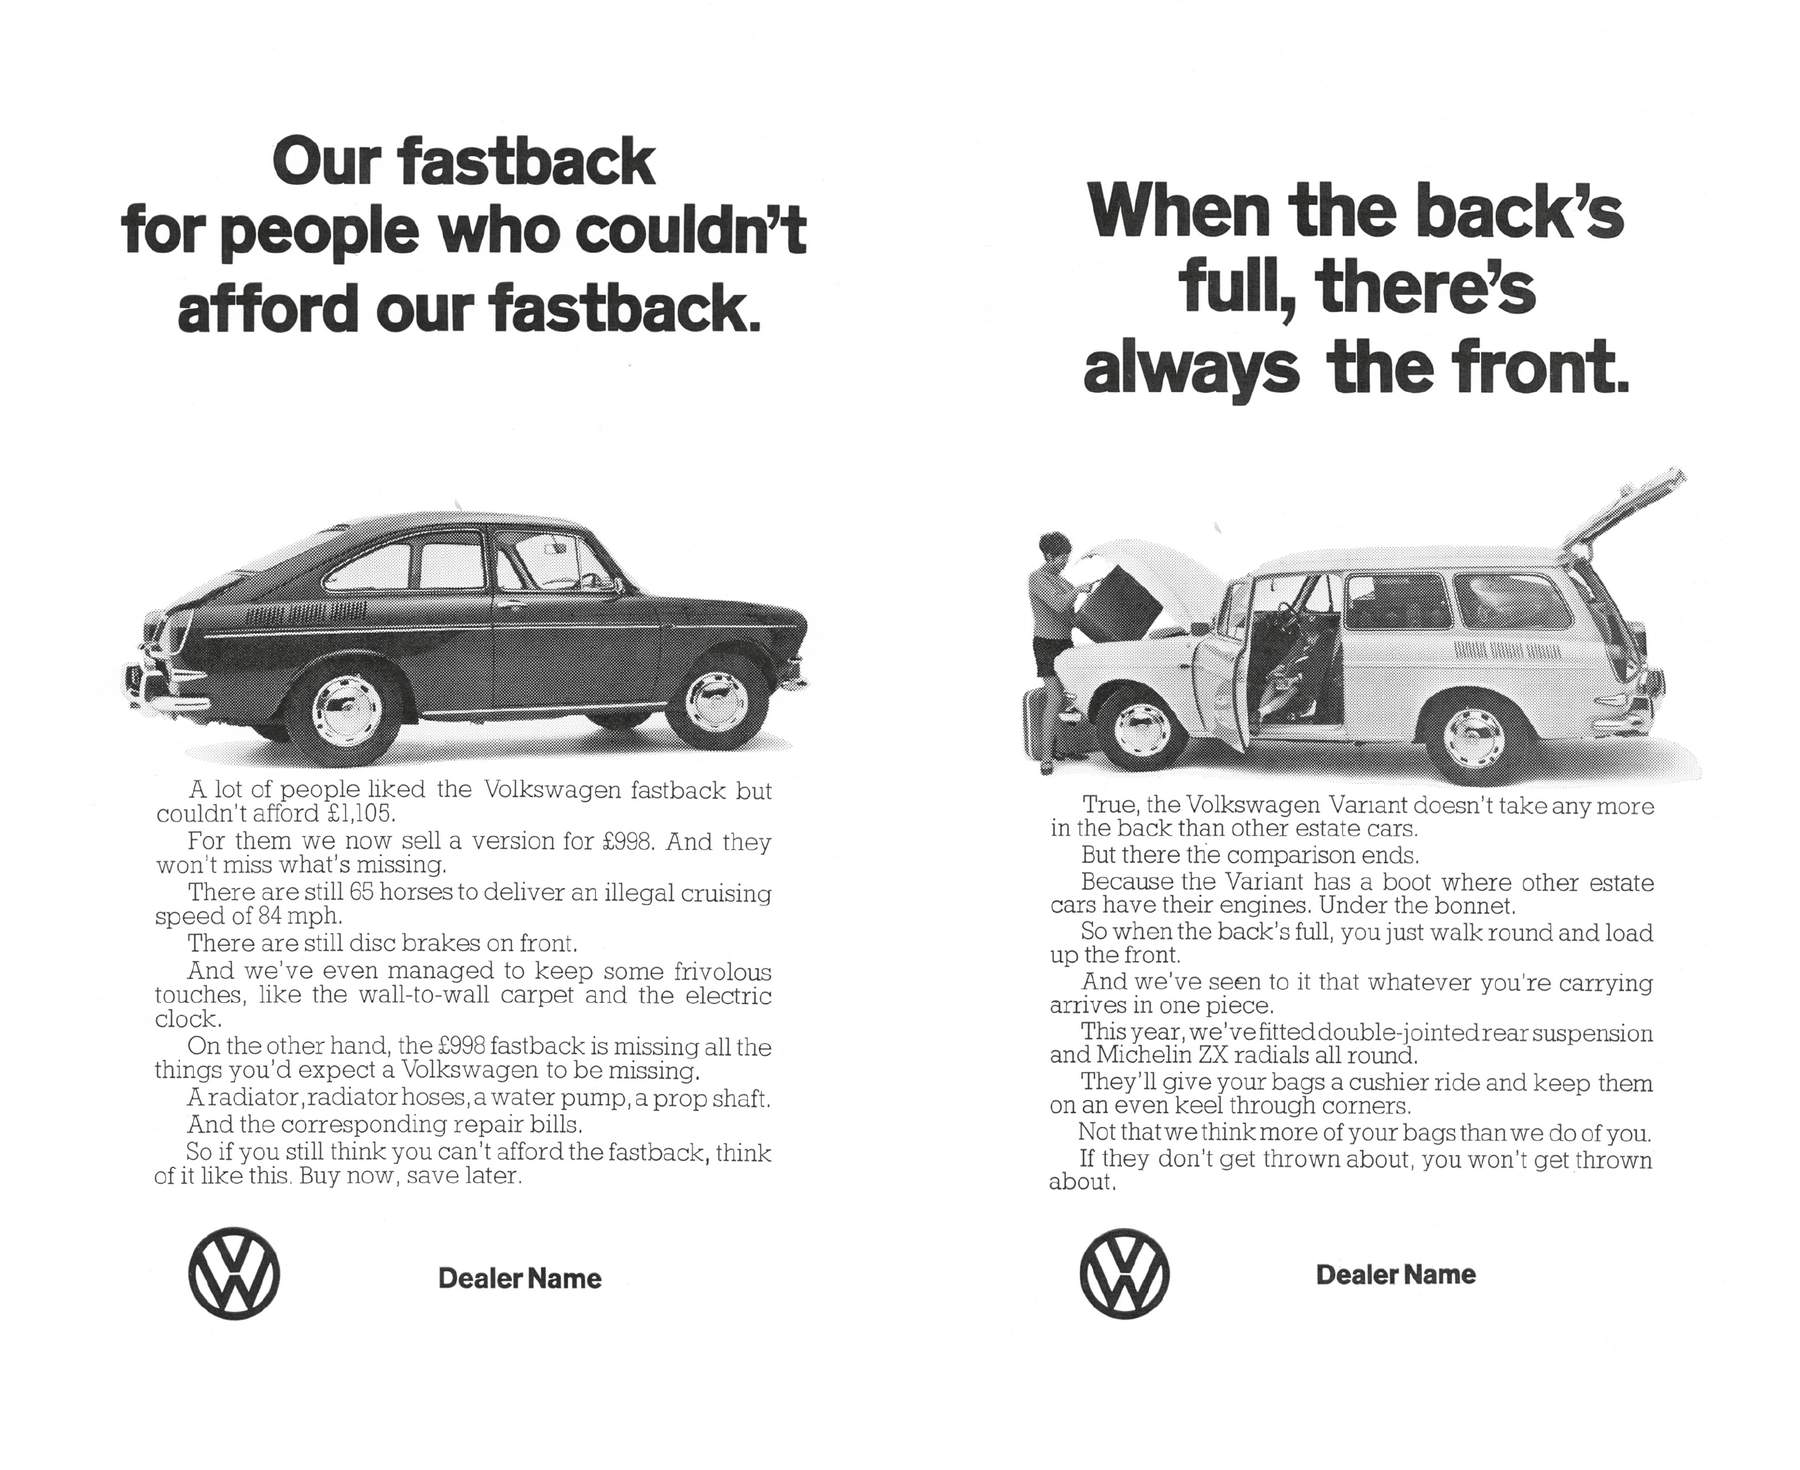 Our fastback
for people who couldn't
afford our fastback.
A lot of people liked the Volkswagen fastback but
couldn't afford £1,105.
For them we now sell a version for £998. And they
won't miss what's missing.
There are still 65 horses to deliver an illegal cruising
speed of 84 mph.
There are still disc brakes on front.
And we've even managed to keep some frivolous
touches, like the wall-to-wall carpet and the electric
clock.
On the other hand, the £998 fastback is missing all the
things you'd expect a Volkswagen to be missing.
A radiator, radiator hoses, a water pump, a prop shaft.
And the corresponding repair bills.
So if you still think you can't afford the fastback, think
of it like this. Buy now, save later.
VW
Dealer Name
When the back's
full, there's
always the front.
True, the Volkswagen Variant doesn't take any more
in the back than other estate cars.
But there the comparison ends.
Because the Variant has a boot where other estate
cars have their engines. Under the bonnet.
So when the back's full, you just walk round and load
up the front.
And we've seen to it that whatever you're carrying
arrives in one piece.
This year, we've fitted double-jointed rear suspension
and Michelin ZX radials all round.
They'll give your bags a cushier ride and keep them
on an even keel through corners.
Not that we think more of your bags than we do of you.
If they don't get thrown about, you won't get thrown
about.
VW
Dealer Name